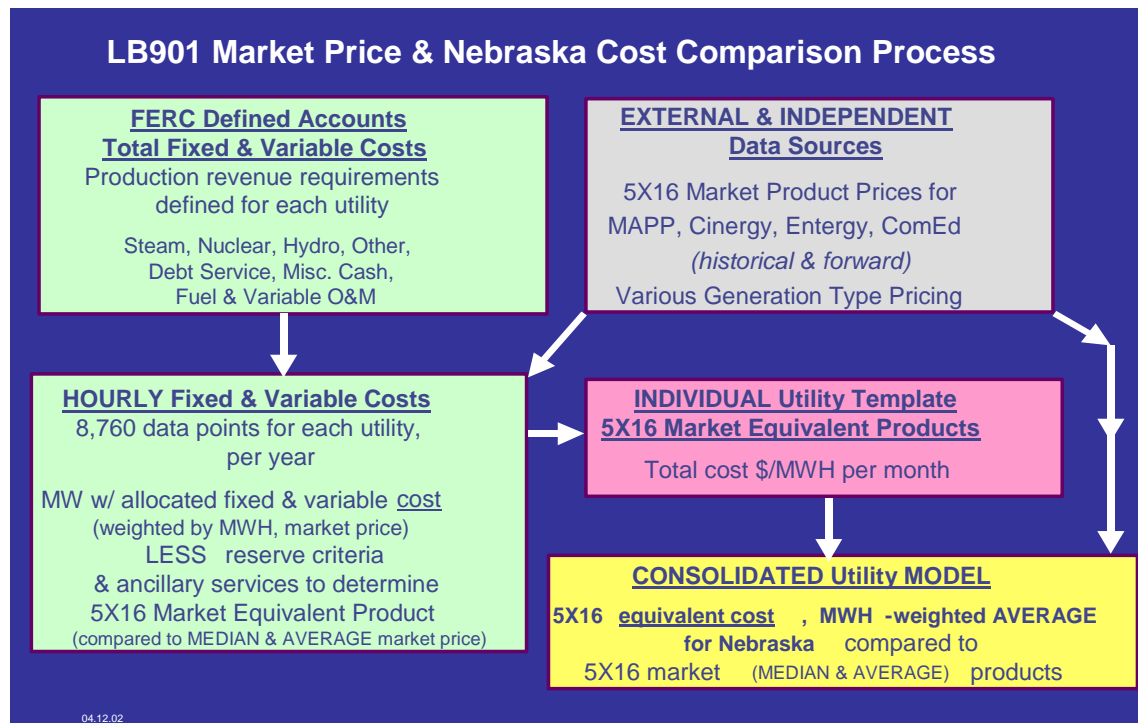 LB901 Market Price & Nebraska Cost Comparison Process
FERC Defined Accounts
Total Fixed & Variable Costs
Production revenue requirements
defined for each utility
Steam, Nuclear, Hydro, Other,
Debt Service, Misc. Cash,
Fuel & Variable O&M
EXTERNAL & INDEPENDENT
Data Sources
5X16 Market Product Prices for
MAPP, Cinergy, Entergy, ComEd
(historical & forward)
Various Generation Type Pricing
HOURLY Fixed & Variable Costs
8,760 data points for each utility,
per year
MW w/ allocated fixed & variable cost
(weighted by MWH, market price)
LESS reserve criteria
& ancillary services to determine
5X16 Market Equivalent Product
(compared to MEDIAN & AVERAGE market price)
INDIVIDUAL Utility Template
5X16 Market Equivalent Products
Total cost $/MWH per month
CONSOLIDATED Utility MODEL
5X16 equivalent cost , MWH -weighted AVERAGE
for Nebraska compared to
5X16 market (MEDIAN & AVERAGE) products
04.12.02